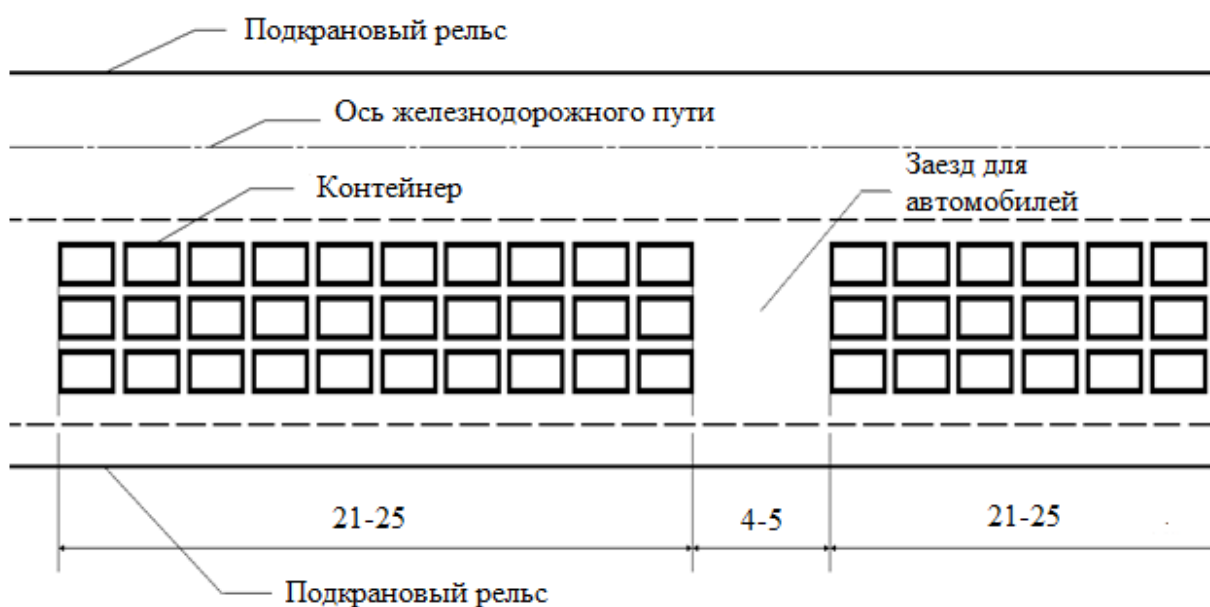 Подкрановый рельс
Ось железнодорожного пути
Заезд для
автомобилей
Контейнер
21-25
4-5
21-25
Подкрановый рельс